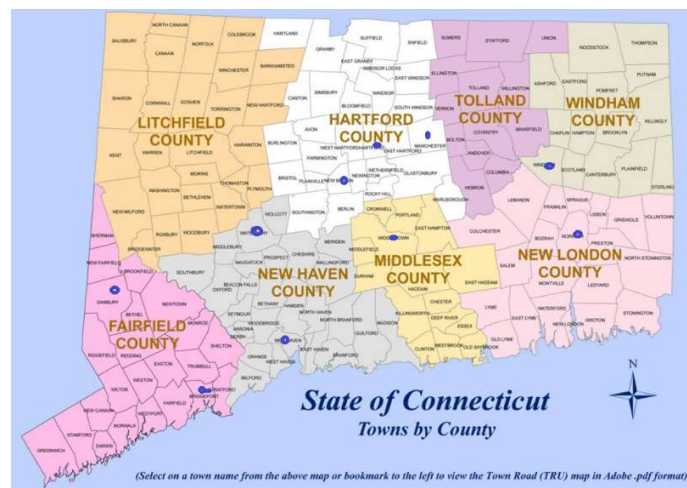 NORTH CANAAN
COLEBROOK
HARTLAND
SUFFIELD
SOMERS
UNION
SALISBURY
NORFOLK
ENFIELD
STAFFORD
WOODSTOCK
THOMPSON
CANAAN
GRANBY
EAST GRANBY
WINDSOR LOCKS
WINCHESTER
BARKHAMSTED
ELLINGTON
PUTNAM
EAST WINDSOR
ASHFORD
EASTFORD
SHARON
CORNWALL
GOSHEN
TORRINGTON
NEW HARTFORD
CANTON
SIMSBURY
WINDSOR
BLOOMFIELD
SOUTH WINDSOR
TOLLAND
WILLINGTON
POMFRET
VERNON
TOLLAND
COUNTY
WINDHAM
COUNTY
LITCHFIELD
COUNTY
HARTFORD
COUNTY
KILLINGLY
AVON
COVENTRY
MANSFIELD
CHAPLIN
HAMPTON
BROOKLYN
BURLINGTON
WEST HARTFORD
EAST HARTFORD
MANCHESTER
BOLTON
HARWINTON
KENT
WARREN
LITCHFIELD
FARMINGTON
ANDOVER
WETHERSFIELD
GLASTONBURY
NEWINGTON
SCOTLAND
CANTERBURY
PLAINFIELD
MORRIS
THOMASTON
PLYMOUTH
BRISTOL
PLAINVILLE
COLUMBIA
STERLING
WASHINGTON
BETHLEHEM
WATERTOWN
ROCKY HILL
HEBRON
MARLBOROUGH
LEBANON
FRANKLIN
SPRAGUE
LISBON
GRISWOLD
VOLUNTOWN
NEW MILFORD
WOLCOTT
SOUTHINGTON
BERLIN
CROMWELL
PORTLAND
ROXBURY
WOODBURY
COLCHESTER
SHERMAN
MIDDLEBURY
EAST HAMPTON
BOZRAH
PRESTON
BRIDGEWATER
MERIDEN
MIDDLEFIELD
NORTH STONINGTON
NEW FAIRFIELD
BROOKFIELD
SOUTHBURY
NAUGATUCK
PROSPECT
CHESHIRE
WALLINGFORD
MIDDLESEX
COUNTY
NEW LONDON
COUNTY
NEW HAVEN
COUNTY
SALEM
MONTVILLE
LEDYARD
DURHAM
HADDAM
EAST HADDAM
OXFORD
BEACON FALLS
DANBURY
BETHEL
NEWTOWN
BETHANY
HAMDEN
NORTH HAVEN
CHESTER
DEEP RIVER
KILLINGWORTH
SEYMOUR
WOODBRIDGE
NORTH BRANFORD
LYME
EAST LYME
WATERFORD
STONINGTON
GROTON
NEW LONDON
FAIRFIELD
COUNTY
MONROE
ANSONIA
DERBY
GUILFORD
MADISON
ESSEX
OLD LYME
SHELTON
RIDGEFIELD
REDDING
ORANGE
WEST HAVEN
EAST HAVEN
BRANFORD
CLINTON
WESTBROOK
OLD SAYBROOK
EASTON
TRUMBULL
MILFORD
WESTON
WILTON
STRATFORD
BRIDGEPORT
NEW CANAAN
WESTPORT
FAIRFIELD
NORWALK
STAMFORD
DARIEN
GREENWICH
State of Connecticut
Towns by County
N
(Select on a town name from the above map or bookmark to the left to view the Town Road (TRU) map in Adobe .pdf format)